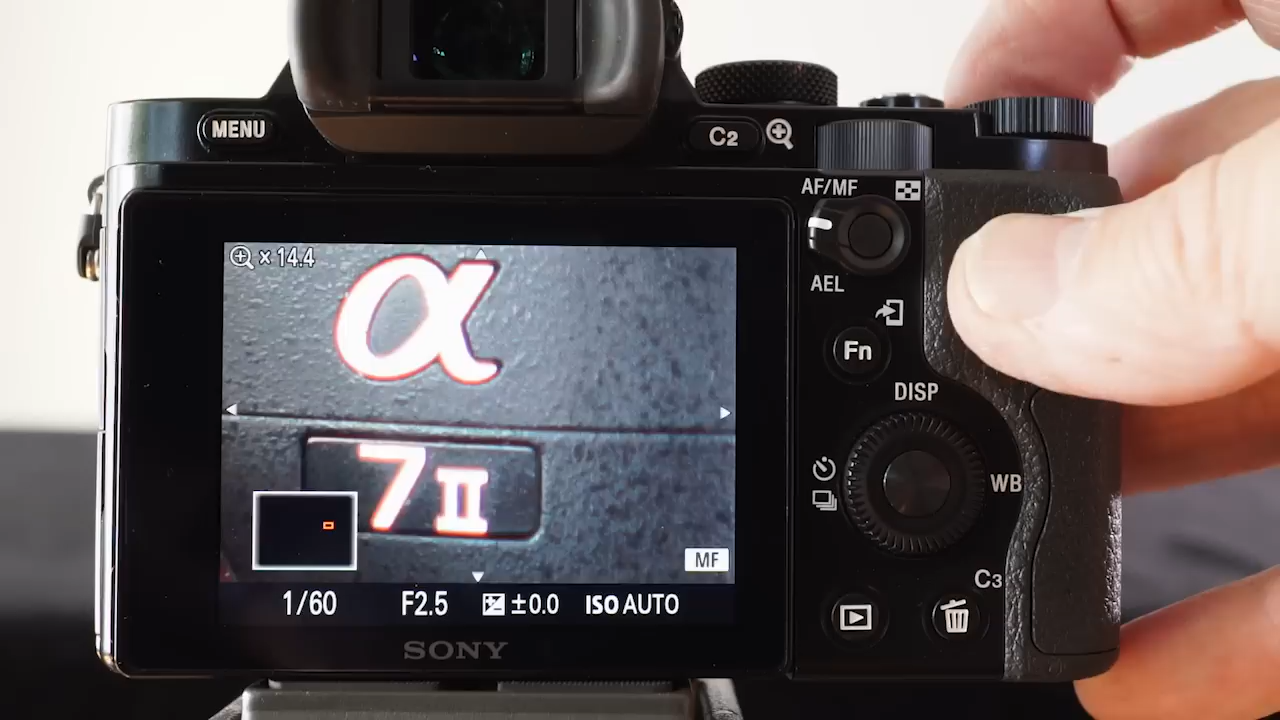 MENU
C2
AF/MF
× 14.4
α
AEL
Fn
DISP
7II
WB
MF
C3
1/60 F2.5 ±0.0 ISO AUTO
SONY